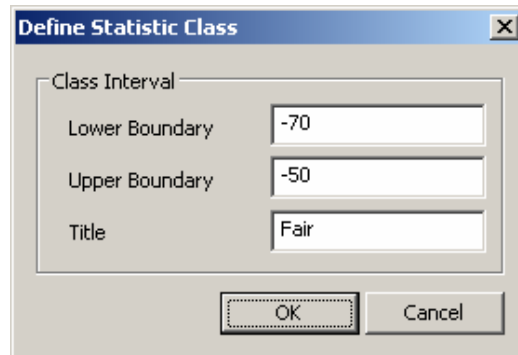 Define Statistic Class
Class Interval
Lower Boundary -70
Upper Boundary -50
Title Fair
OK Cancel